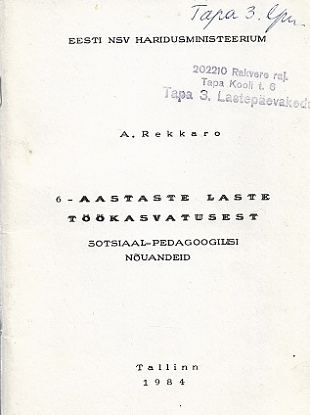 Tapa 3. lpv.
EESTI NSV HARIDUSMINISTEERIUM
202210 Rakvere raj.
Tapa Kooli t. 6
Tapa 3. Lastepäevakodu
A. Rekkaro
6-AASTASTE LASTE
TÖÖKASVATUSEST
SOTSIAAL-PEDAGOOGILISI
NÕUANDEID
Tallinn
1984